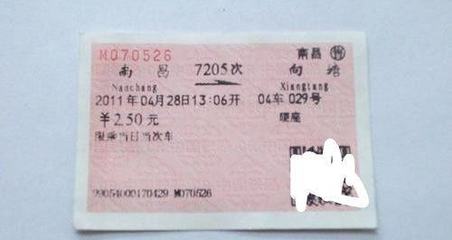 M070526 南昌 售
南昌 7205次 向塘
Nanchang Xiangtang
2011年04月28日13:06开 04车 029号
￥2.50元 硬座
限乘当日当次车
99054000170429 M070526